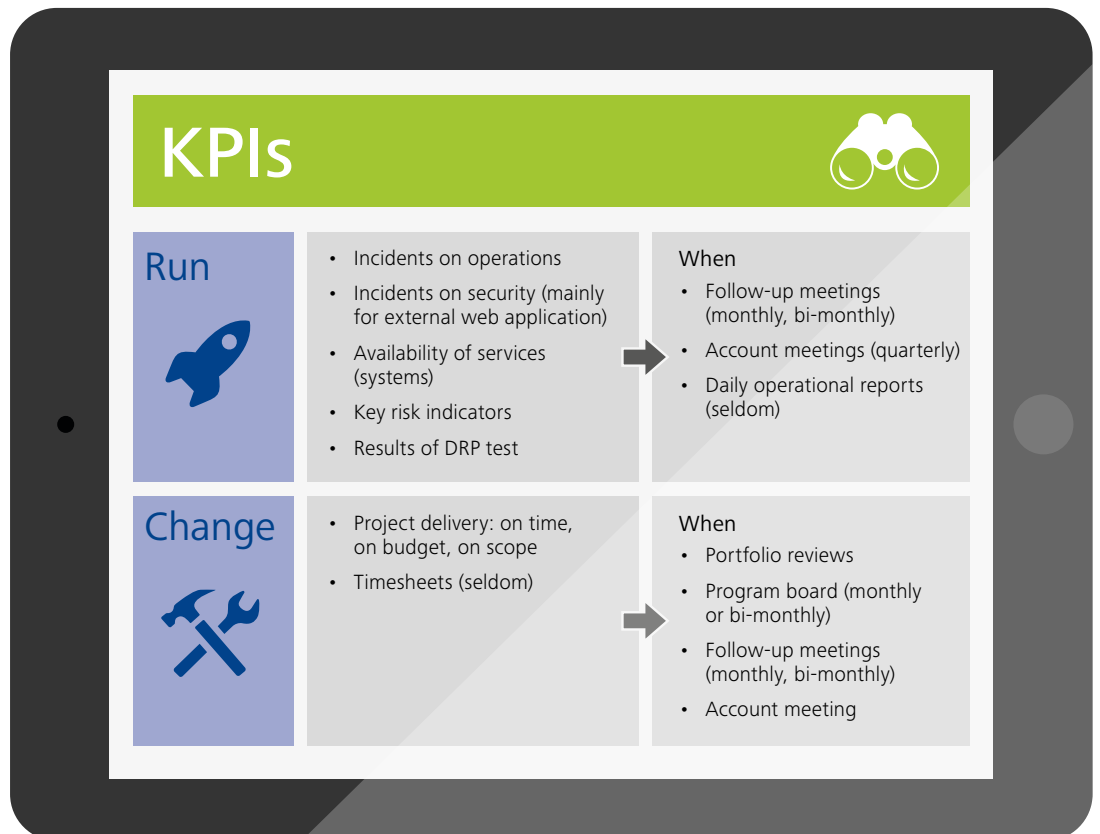 KPIs
Run
• Incidents on operations
• Incidents on security (mainly
for external web application)
• Availability of services
(systems)
• Key risk indicators
• Results of DRP test
When
• Follow-up meetings
(monthly, bi-monthly)
• Account meetings (quarterly)
• Daily operational reports
(seldom)
Change
• Project delivery: on time,
on budget, on scope
• Timesheets (seldom)
When
• Portfolio reviews
• Program board (monthly
or bi-monthly)
• Follow-up meetings
(monthly, bi-monthly)
• Account meeting